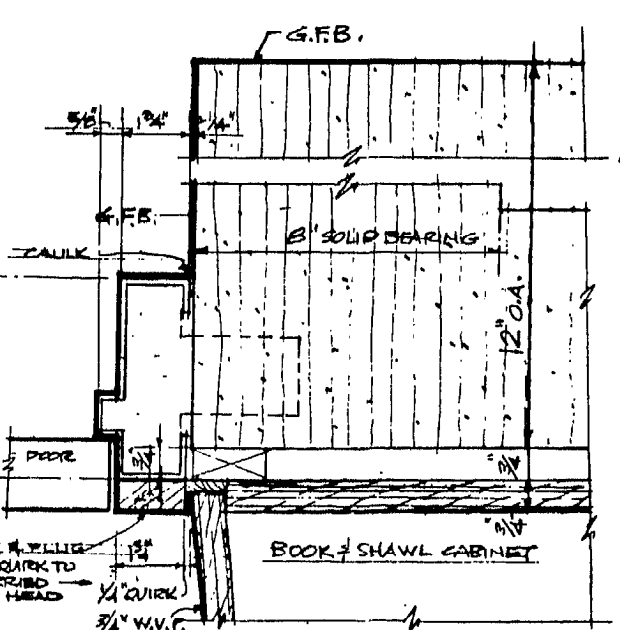 G.F.B.
5/8" 1 3/4" 1/4"
G.F.B.
CAULK
8" SOLID BEARING
12" O.A.
DOOR
3/4"
3/4"
3/4"
QUIRK TO
HEAD
1 3/4"
1/4" QUIRK
3/4" W.V.P.
BOOK & SHAWL CABINET